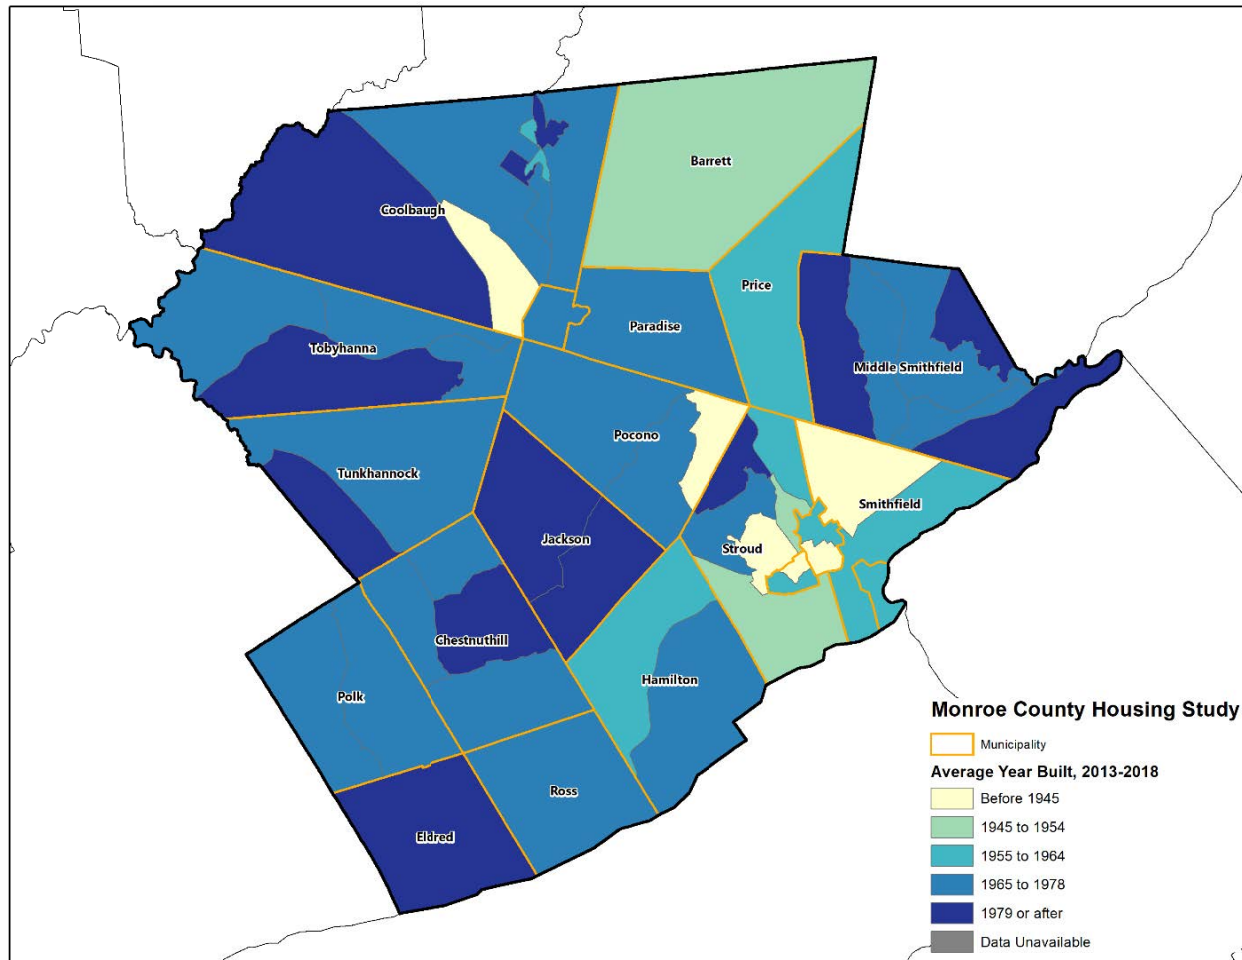 Barrett
Coolbaugh
Price
Paradise
Tobyhanna
Middle Smithfield
Pocono
Tunkhannock
Smithfield
Jackson
Stroud
Chestnuthill
Hamilton
Polk
Ross
Eldred
Monroe County Housing Study
Municipality
Average Year Built, 2013-2018
Before 1945
1945 to 1954
1955 to 1964
1965 to 1978
1979 or after
Data Unavailable